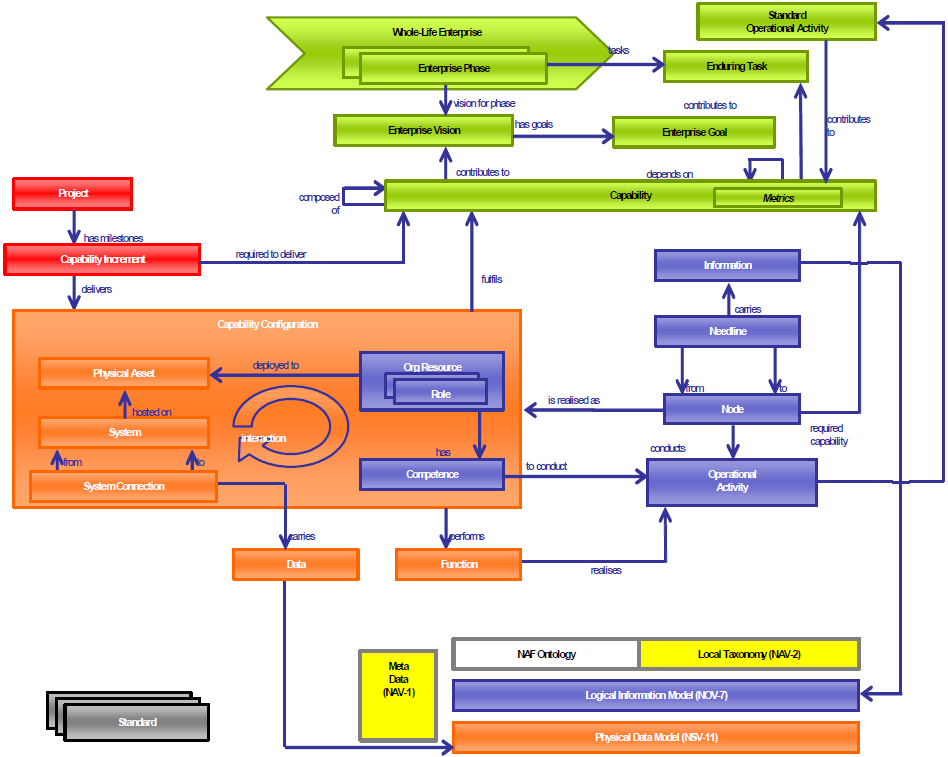 Standard
Operational Activity
Whole-Life Enterprise
Enterprise Phase
tasks
Enduring Task
vision for phase
contributes to
contributes
to
Enterprise Vision
has goals
Enterprise Goal
contributes to
depends on
Project
composed
of
Capability
Metrics
has milestones
Capability Increment
required to deliver
Information
delivers
fulfils
carries
Capability Configuration
Needline
deployed to
Org Resource
Physical Asset
from
to
Role
is realised as
Node
hosted on
System
interaction
required
capability
has
conducts
from
to
to conduct
Competence
Operational
Activity
System Connection
carries
performs
Data
Function
realises
NAF Ontology
Local Taxonomy (NAV-2)
Meta
Data
(NAV-1)
Logical Information Model (NOV-7)
Standard
Physical Data Model (NSV-11)